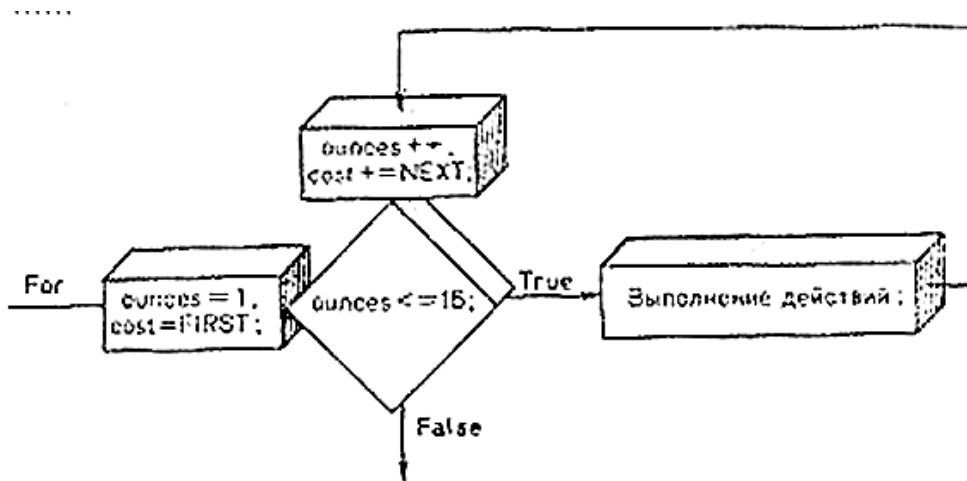 ounces ++,
cost +=NEXT;
For
ounces =1,
cost=FIRST;
ounces <=16;
True
Выполнение действий;
False